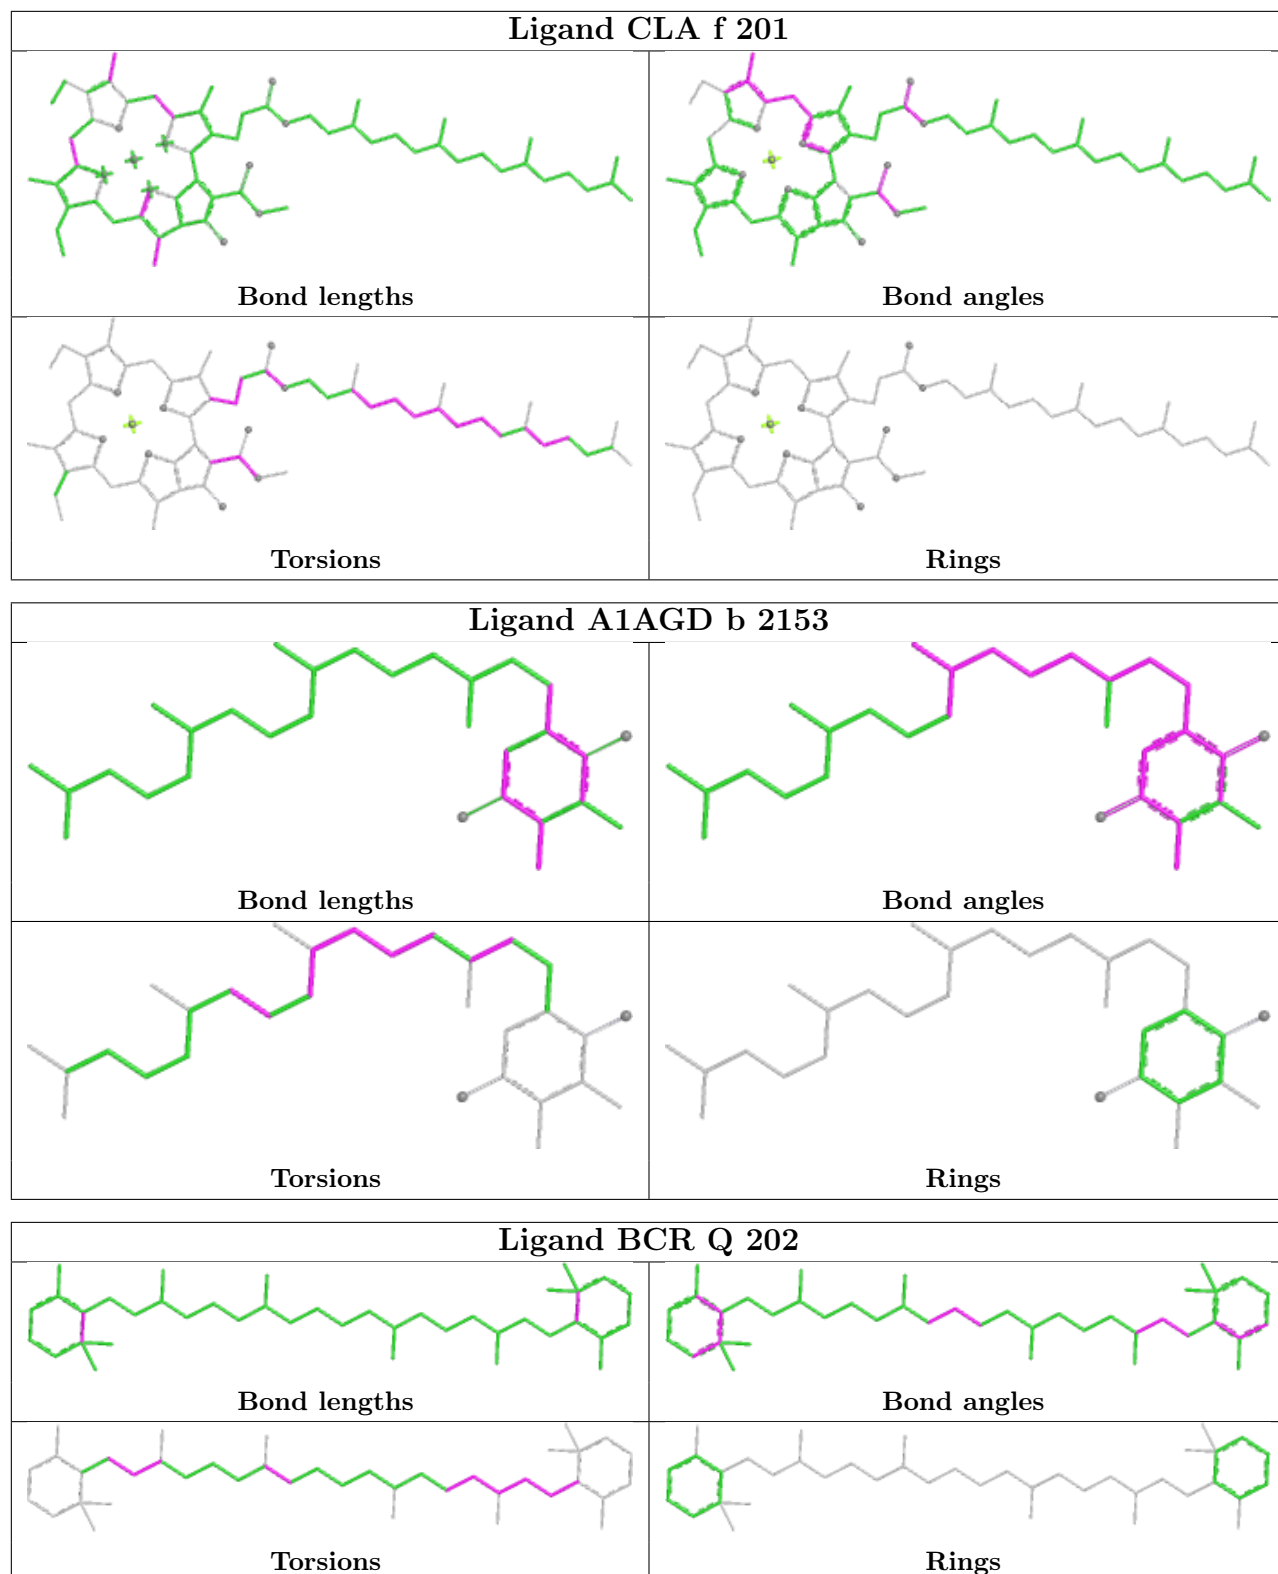 Ligand CLA f 201
Bond lengths
Bond angles
Torsions
Rings
Ligand A1AGD b 2153
Bond lengths
Bond angles
Torsions
Rings
Ligand BCR Q 202
Bond lengths
Bond angles
Torsions
Rings